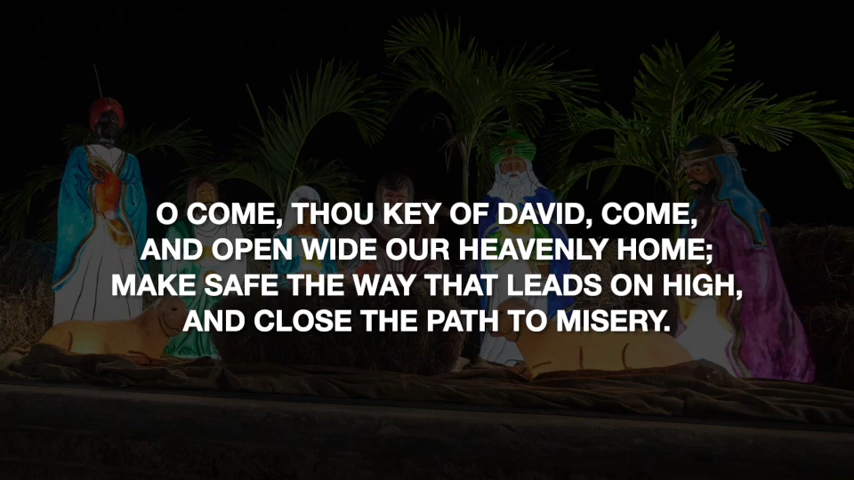 O COME, THOU KEY OF DAVID, COME,
AND OPEN WIDE OUR HEAVENLY HOME;
MAKE SAFE THE WAY THAT LEADS ON HIGH,
AND CLOSE THE PATH TO MISERY.